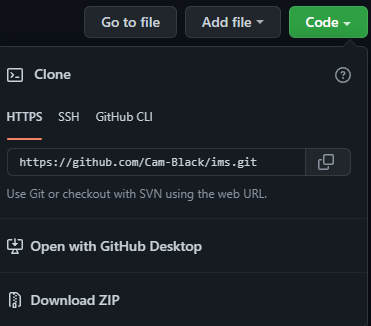 Go to file Add file Code
Clone
HTTPS SSH GitHub CLI
https://github.com/Cam-Black/ims.git
Use Git or checkout with SVN using the web URL.
Open with GitHub Desktop
Download ZIP